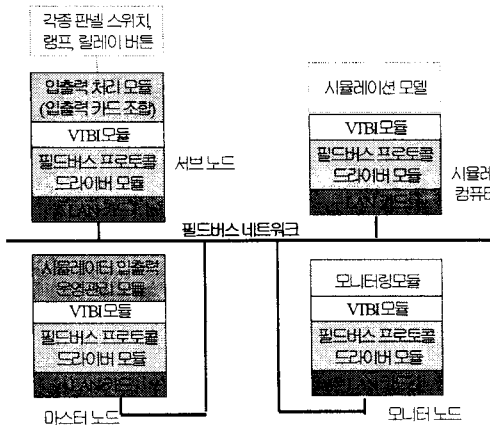 각종 판넬 스위치,
램프, 릴레이 버튼
입출력 처리 모듈
(입출력 카드 조합)
VTBI모듈
필드버스 프로토콜
드라이버 모듈
서브 노드
시뮬레이션 모델
VTBI모듈
필드버스 프로토콜
드라이버 모듈
시뮬레
컴퓨터
필드버스 네트워크
시뮬레이터 입출력
운영관리 모듈
VTBI모듈
필드버스 프로토콜
드라이버 모듈
마스터 노드
모니터링모듈
VTBI모듈
필드버스 프로토콜
드라이버 모듈
모니터 노드